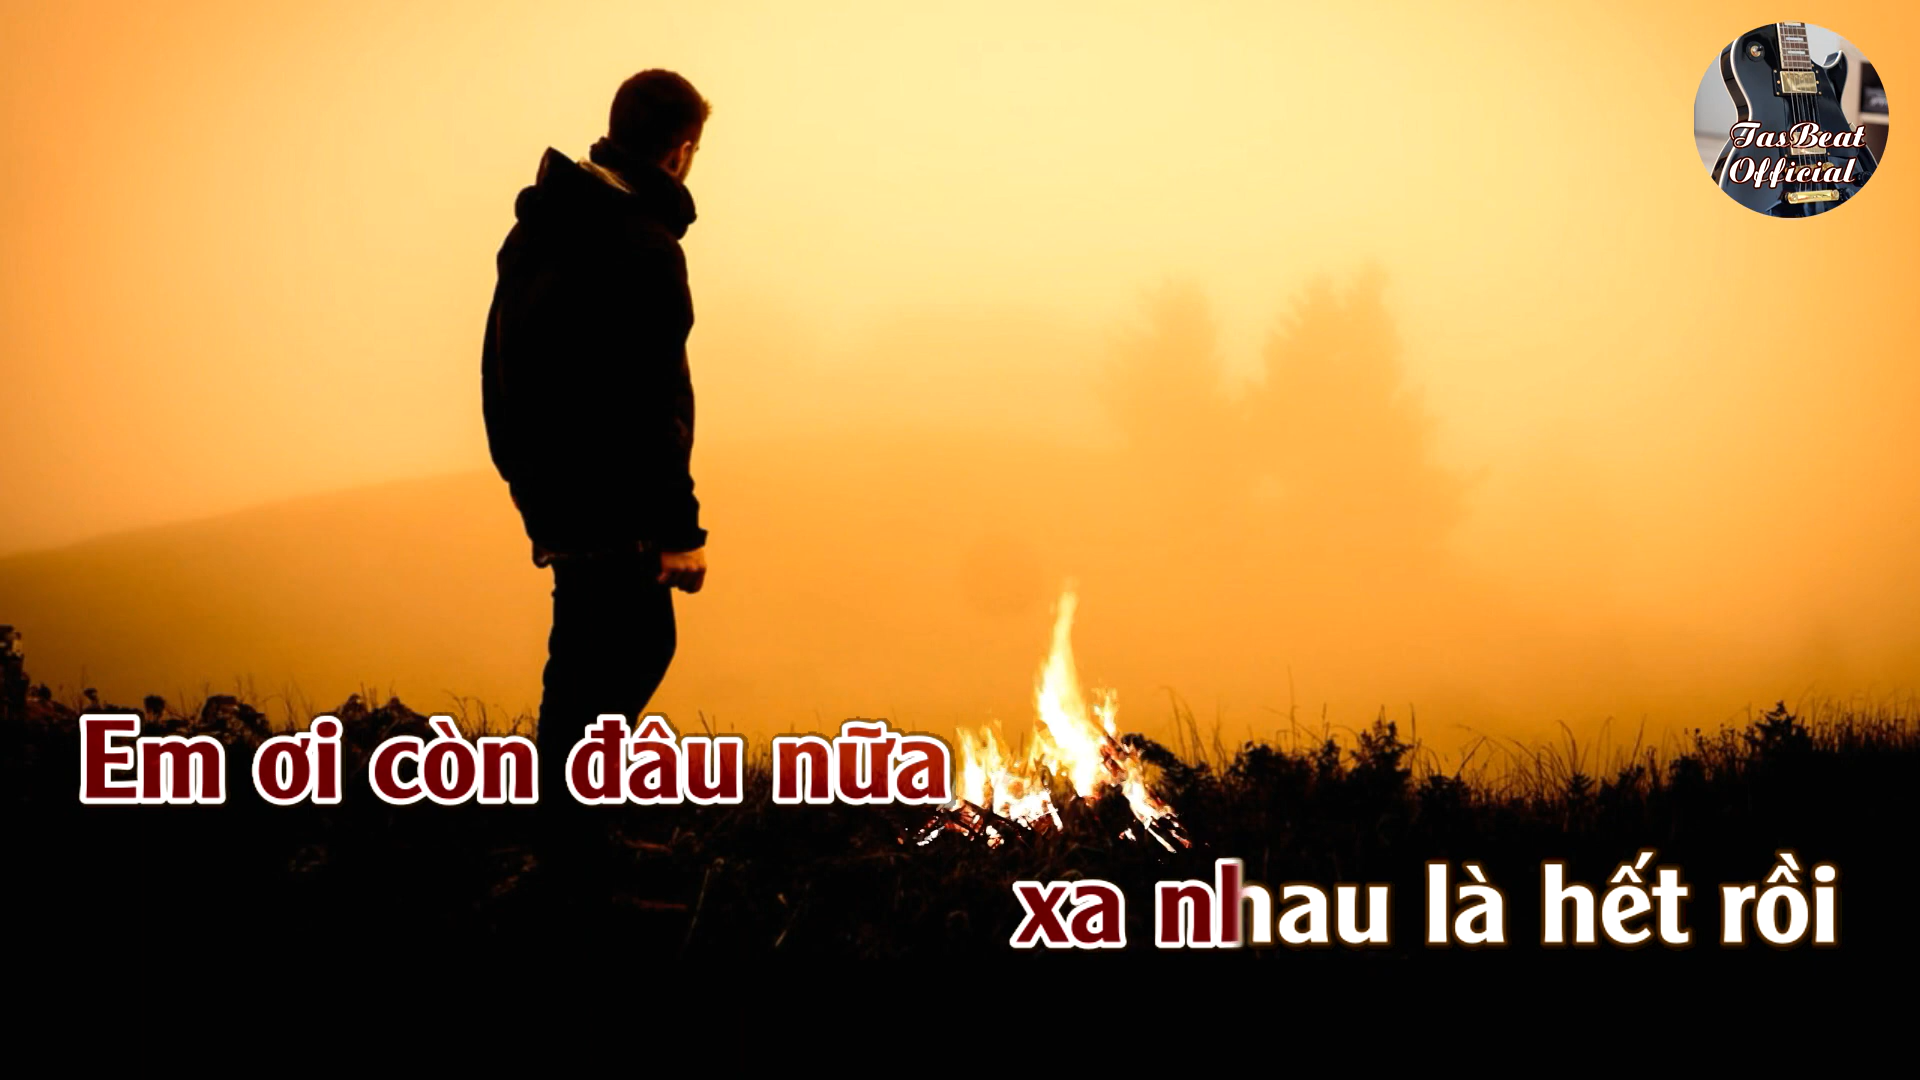 TasBeat
Official
Em ơi còn đâu nữa
xa nhau là hết rồi